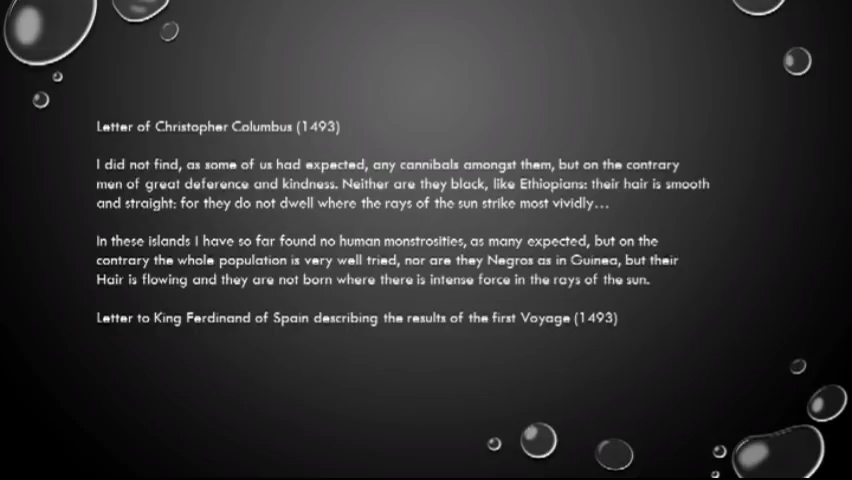 Letter of Christopher Columbus (1493)
I did not find, as some of us had expected, any cannibals amongst them, but on the contrary
men of great deference and kindness. Neither are they black, like Ethiopians: their hair is smooth
and straight: for they do not dwell where the rays of the sun strike most vividly…
In these islands I have so far found no human monstrosities, as many expected, but on the
contrary the whole population is very well tried, nor are they Negros as in Guinea, but their
Hair is flowing and they are not born where there is intense force in the rays of the sun.
Letter to King Ferdinand of Spain describing the results of the first Voyage (1493)